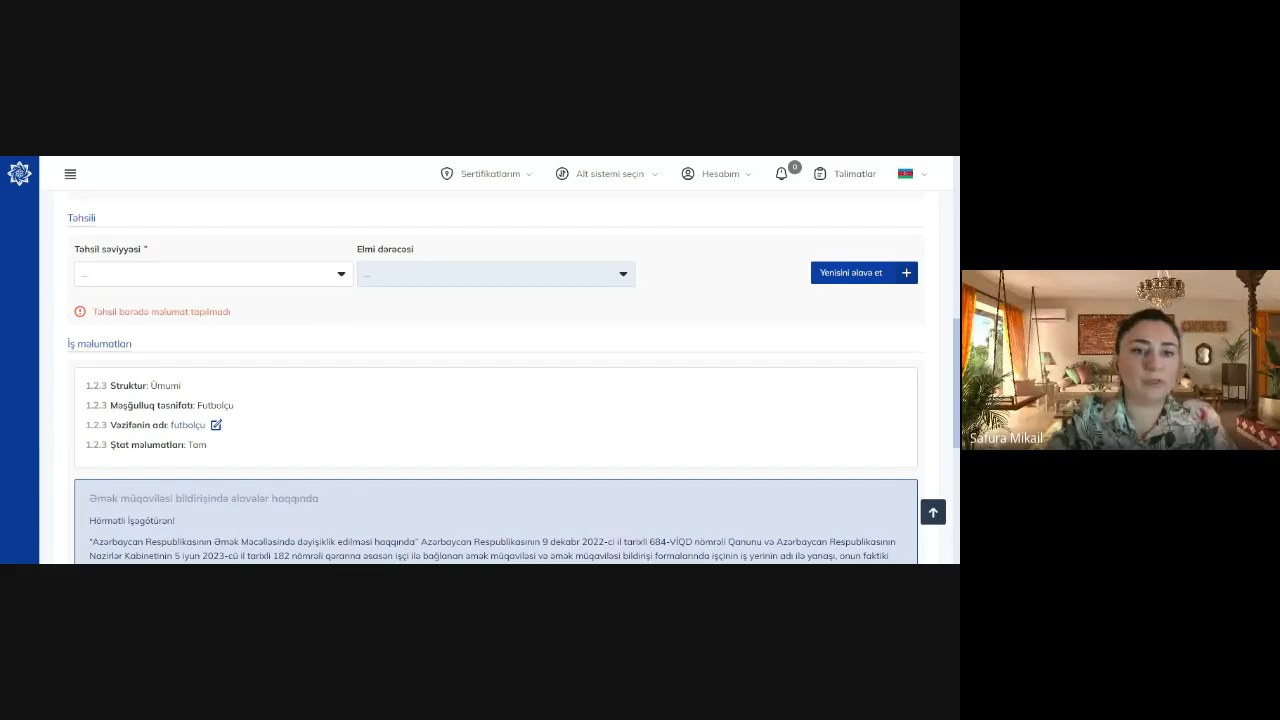 Sertifikatlarım
Alt sistemi seçin
Hesabım
0
Təlimatlar
Təhsili
Təhsil səviyyəsi *
Elmi dərəcəsi
...
...
Yenisini əlavə et +
Təhsil barədə məlumat tapılmadı
İş məlumatları
1.2.3 Struktur: Ümumi
1.2.3 Məşğulluq təsnifatı: Futbolçu
1.2.3 Vəzifənin adı: futbolçu
1.2.3 Ştat məlumatları: Tam
Əmək müqaviləsi bildirişində əlavələr haqqında
Hörmətli İşəgötürən!
"Azərbaycan Respublikasının Əmək Məcəlləsində dəyişiklik edilməsi haqqında" Azərbaycan Respublikasının 9 dekabr 2022-ci il tarixli 684-VİQD nömrəli Qanunu və Azərbaycan Respublikasının
Nazirlər Kabinetinin 5 iyun 2023-cü il tarixli 182 nömrəli qərarına əsasən işçi ilə bağlanan əmək müqaviləsi və əmək müqaviləsi bildirişi formalarında işçinin iş yerinin adı ilə yanaşı, onun faktiki
Safura Mikail